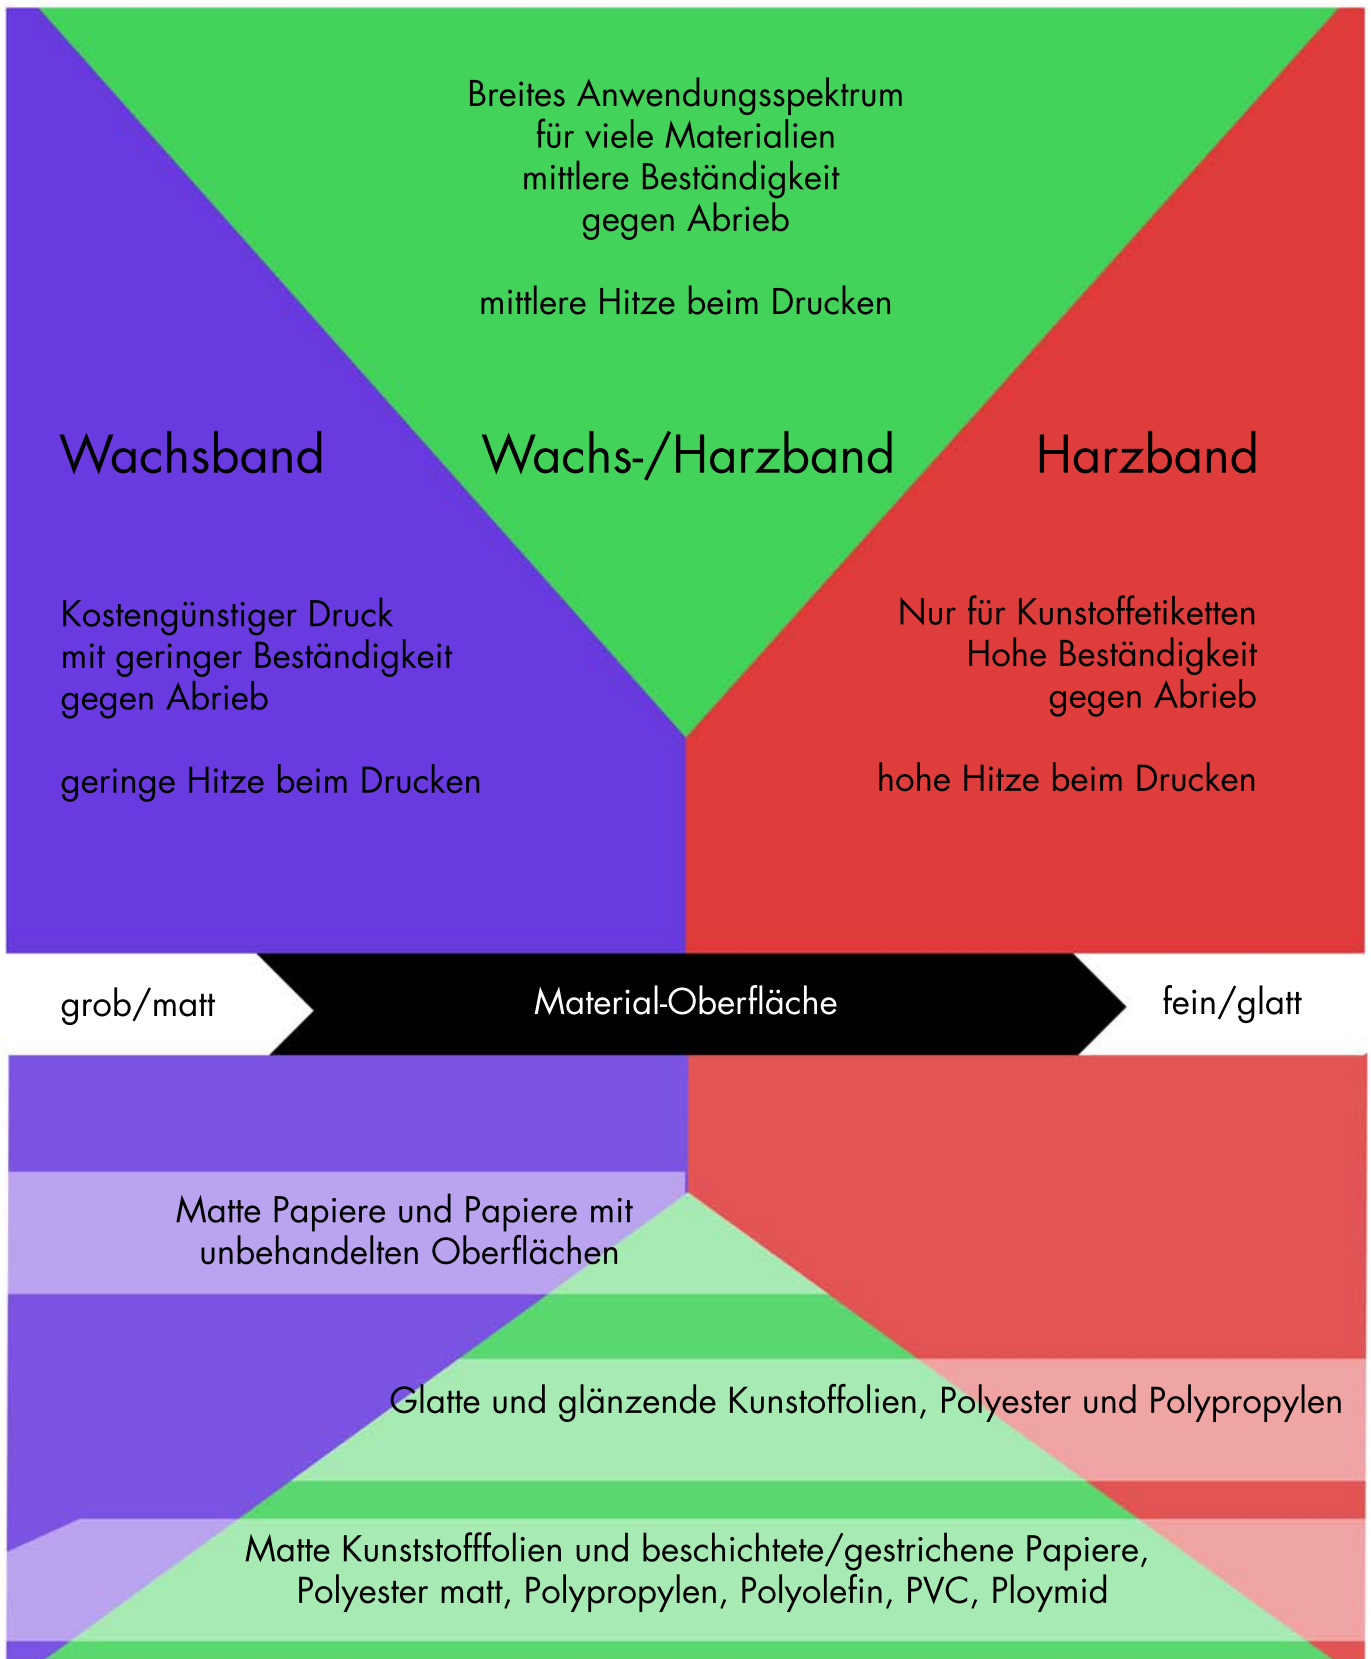 Breites Anwendungsspektrum
für viele Materialien
mittlere Beständigkeit
gegen Abrieb
mittlere Hitze beim Drucken
Wachsband
Wachs-/Harzband
Harzband
Kostengünstiger Druck
mit geringer Beständigkeit
gegen Abrieb
geringe Hitze beim Drucken
Nur für Kunstoffetiketten
Hohe Beständigkeit
gegen Abrieb
hohe Hitze beim Drucken
grob/matt
Material-Oberfläche
fein/glatt
Matte Papiere und Papiere mit
unbehandelten Oberflächen
Glatte und glänzende Kunstoffolien, Polyester und Polypropylen
Matte Kunststofffolien und beschichtete/gestrichene Papiere,
Polyester matt, Polypropylen, Polyolefin, PVC, Ploymid